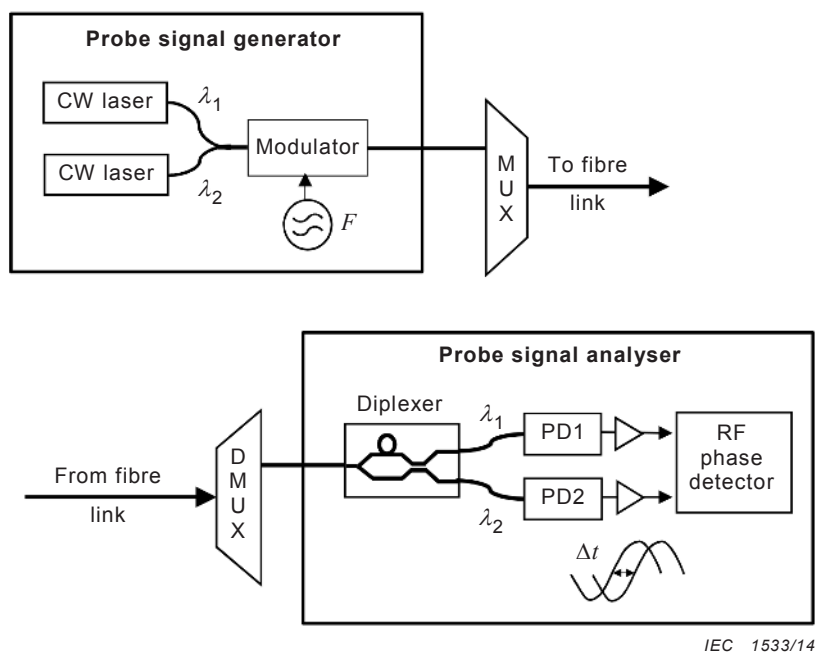 Probe signal generator
CW laser
λ1
CW laser
λ2
Modulator
F
M
U
X
To fibre
link
Probe signal analyser
Diplexer
λ1
PD1
λ2
PD2
RF
phase
detector
From fibre
link
D
M
U
X
Δt
IEC 1533/14